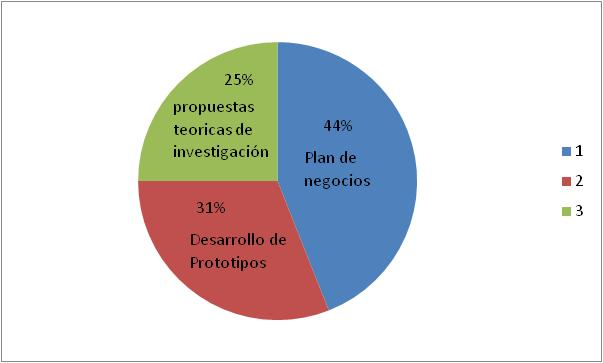 25%
propuestas
teoricas de
investigación
44%
Plan de
negocios
31%
Desarrollo de
Prototipos
1
2
3